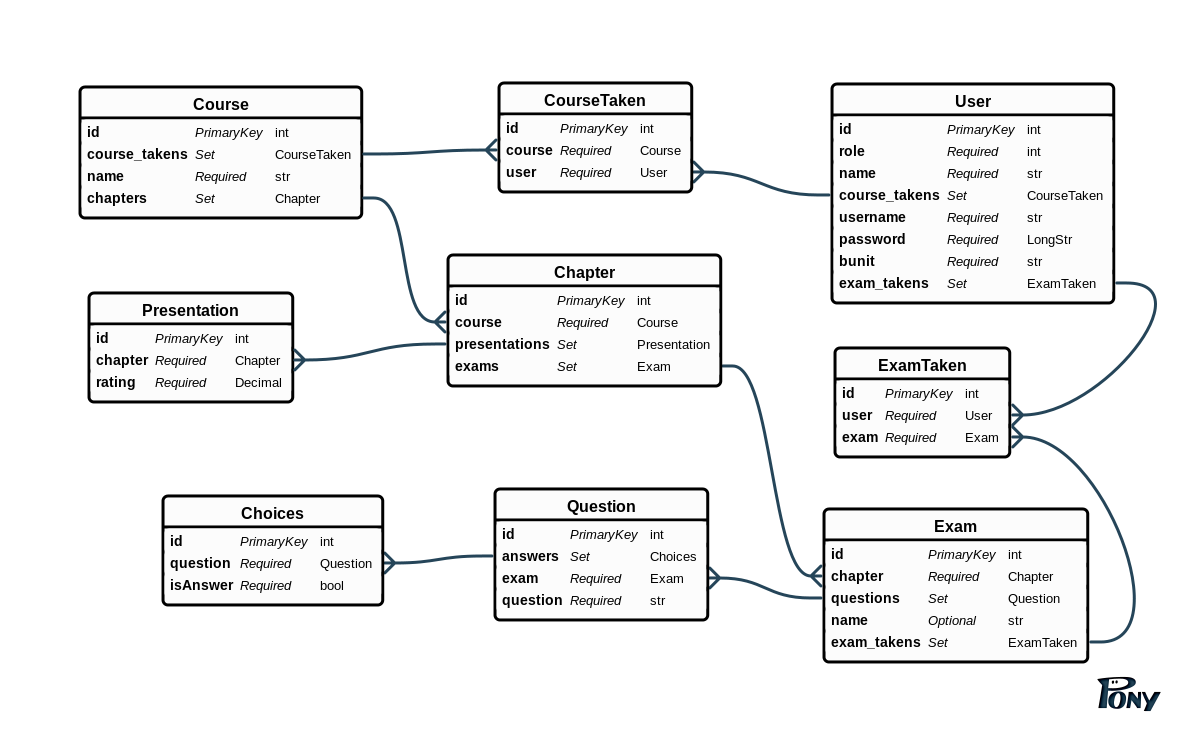 Course
id PrimaryKey int
course_takens Set CourseTaken
name Required str
chapters Set Chapter
CourseTaken
id PrimaryKey int
course Required Course
user Required User
User
id PrimaryKey int
role Required int
name Required str
course_takens Set CourseTaken
username Required str
password Required LongStr
bunit Required str
exam_takens Set ExamTaken
Presentation
id PrimaryKey int
chapter Required Chapter
rating Required Decimal
Chapter
id PrimaryKey int
course Required Course
presentations Set Presentation
exams Set Exam
ExamTaken
id PrimaryKey int
user Required User
exam Required Exam
Choices
id PrimaryKey int
question Required Question
isAnswer Required bool
Question
id PrimaryKey int
answers Set Choices
exam Required Exam
question Required str
Exam
id PrimaryKey int
chapter Required Chapter
questions Set Question
name Optional str
exam_takens Set ExamTaken
PONY